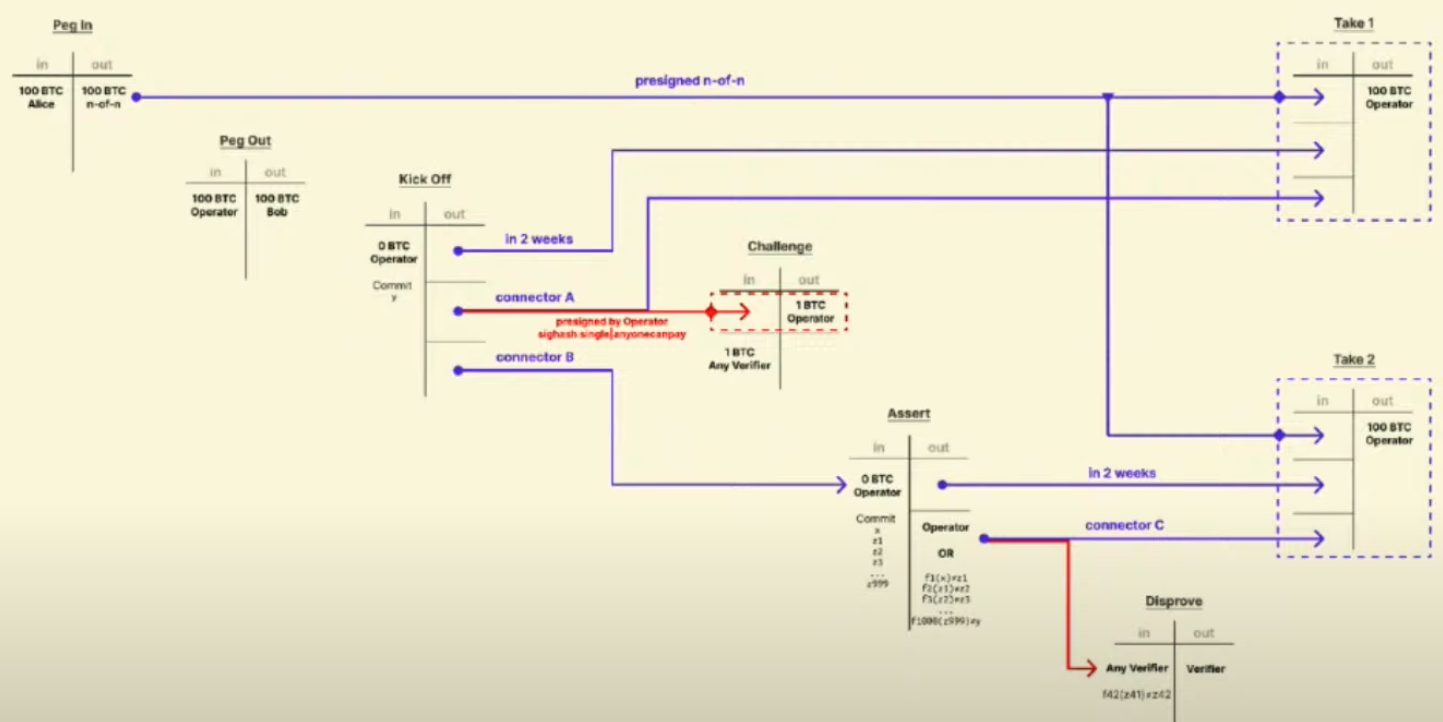 Peg In
in out
100 BTC
Alice
100 BTC
n-of-n
presigned n-of-n
Take 1
in out
100 BTC
Operator
Peg Out
in out
100 BTC
Operator
100 BTC
Bob
Kick Off
in out
0 BTC
Operator
Commit
y
in 2 weeks
connector A
presigned by Operator
sighash single|anyonecanpay
connector B
Challenge
in out
1 BTC
Operator
1 BTC
Any Verifier
Take 2
in out
100 BTC
Operator
Assert
in out
0 BTC
Operator
Commit
x
z1
z2
z3
...
z999
in 2 weeks
Operator
OR
f1(x)≠z1
f2(z1)≠z2
f3(z2)≠z3
...
f1000(z999)≠y
connector C
Disprove
in out
Any Verifier
Verifier
f42(z41)≠z42